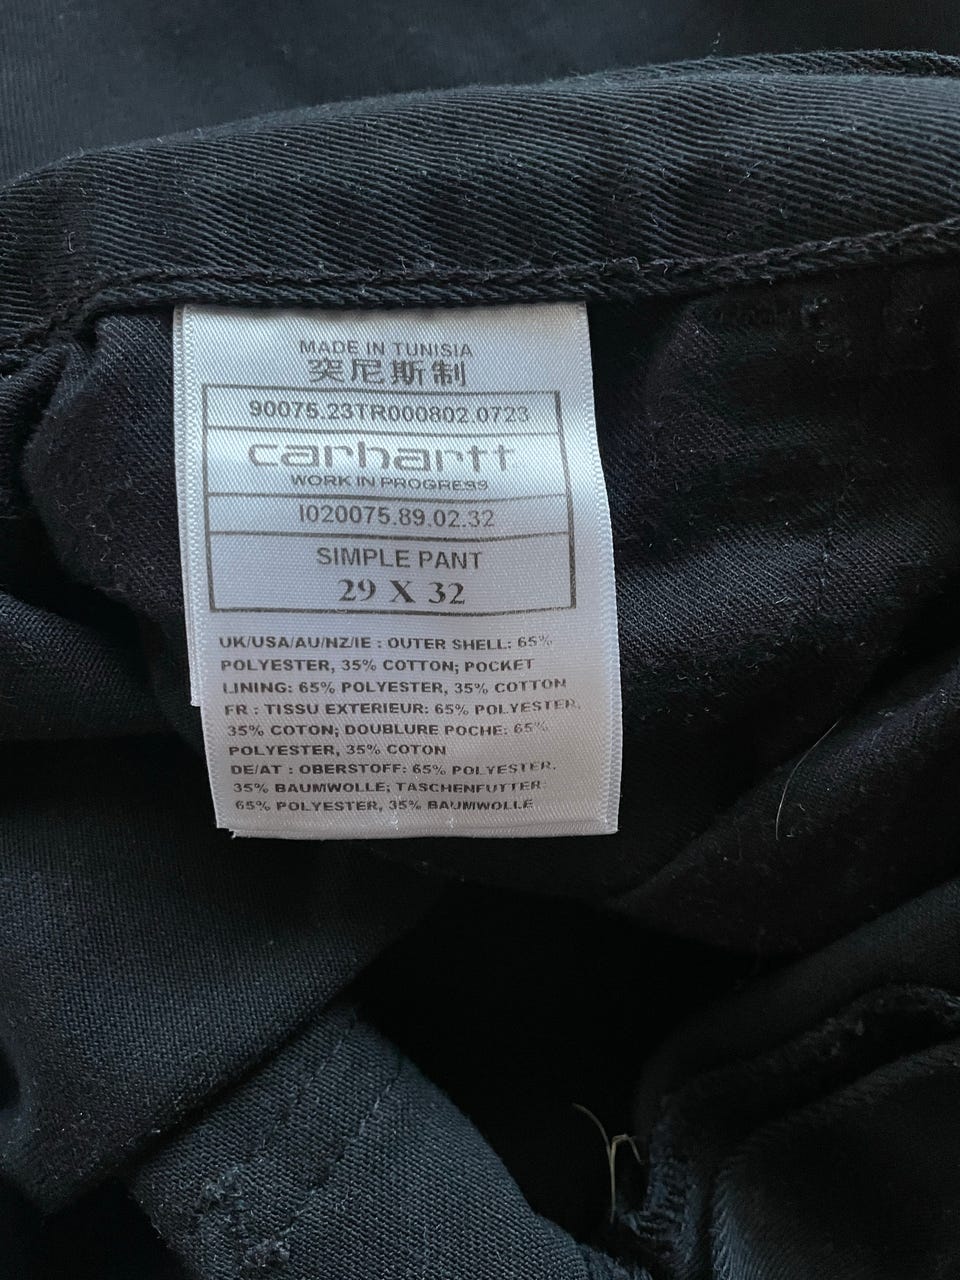 MADE IN TUNISIA
突尼斯制
90075.23TR000802.0723
carhartt
WORK IN PROGRESS
I020075.89.02.32
SIMPLE PANT
29 X 32
UK/USA/AU/NZ/IE : OUTER SHELL: 65%
POLYESTER, 35% COTTON; POCKET
LINING: 65% POLYESTER, 35% COTTON
FR : TISSU EXTERIEUR: 65% POLYESTER,
35% COTON; DOUBLURE POCHE: 65%
POLYESTER, 35% COTON
DE/AT : OBERSTOFF: 65% POLYESTER,
35% BAUMWOLLE; TASCHENFUTTER:
65% POLYESTER, 35% BAUMWOLLE